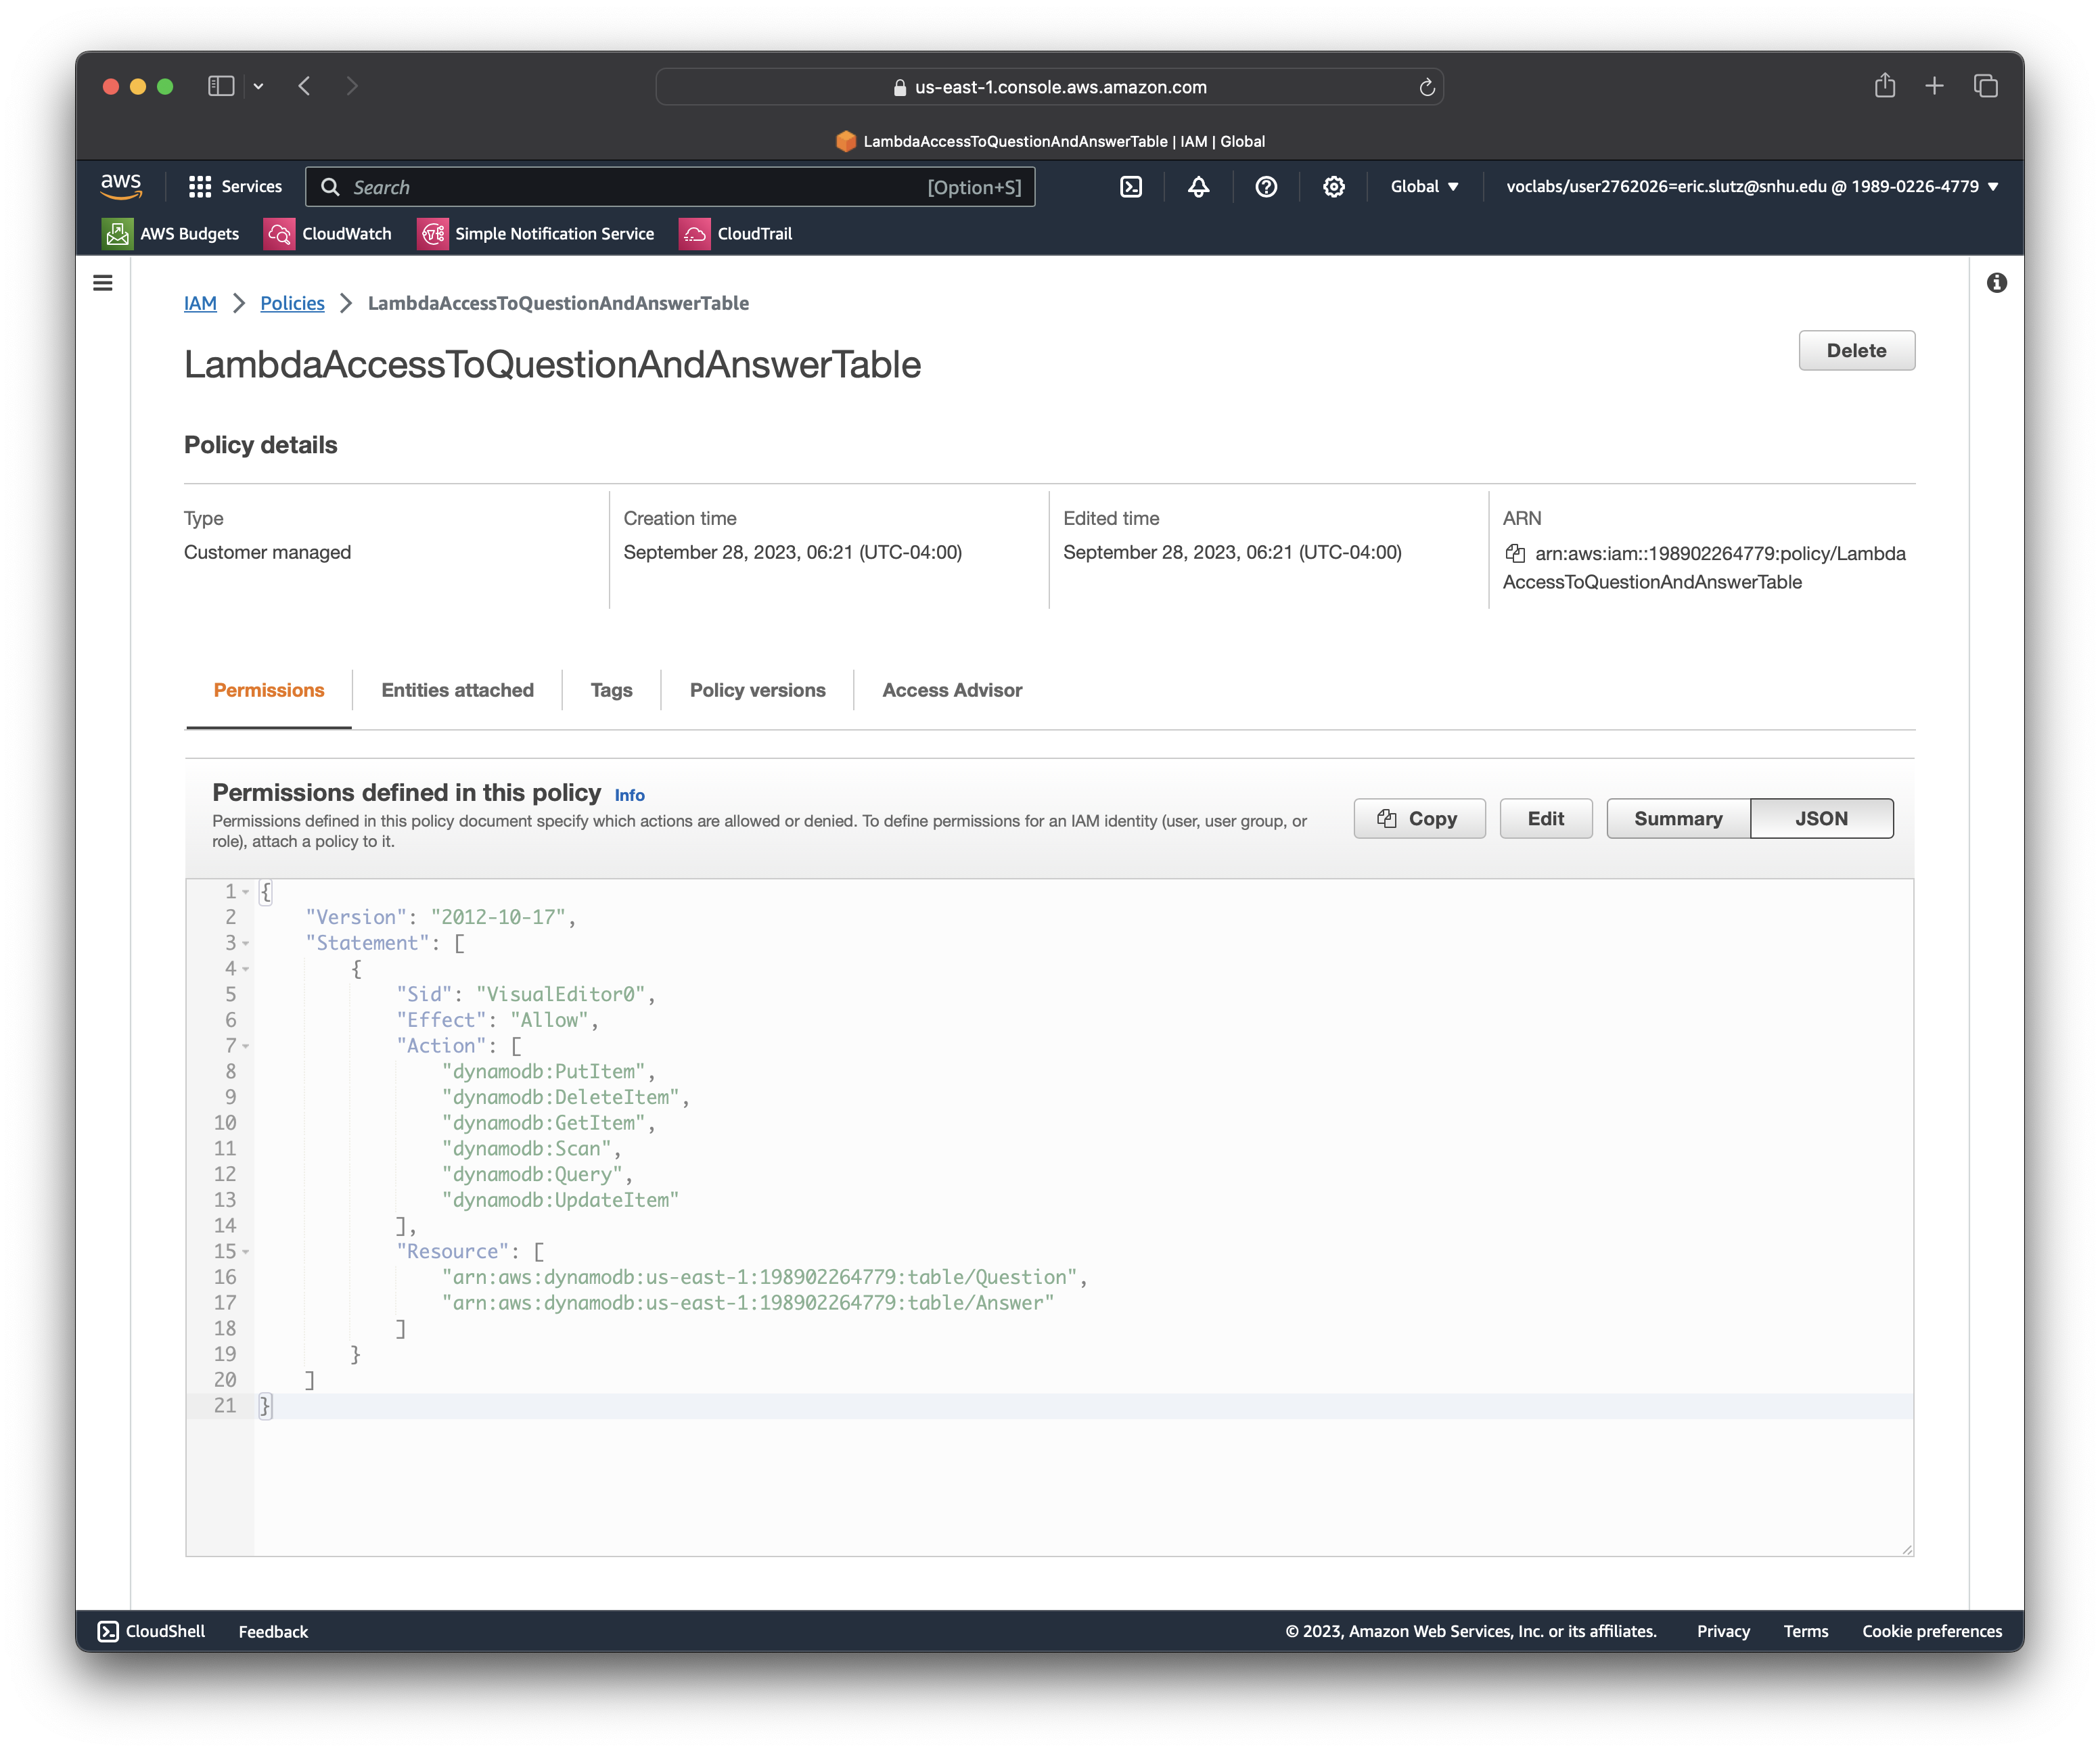 us-east-1.console.aws.amazon.com
LambdaAccessToQuestionAndAnswerTable | IAM | Global
aws Services Search [Option+S] Global voclabs/user2762026=eric.slutz@snhu.edu @ 1989-0226-4779
AWS Budgets CloudWatch Simple Notification Service CloudTrail
IAM Policies LambdaAccessToQuestionAndAnswerTable
LambdaAccessToQuestionAndAnswerTable
Delete
Policy details
Type Creation time Edited time ARN
Customer managed September 28, 2023, 06:21 (UTC-04:00) September 28, 2023, 06:21 (UTC-04:00) arn:aws:iam::198902264779:policy/Lambda
AccessToQuestionAndAnswerTable
Permissions Entities attached Tags Policy versions Access Advisor
Permissions defined in this policy Info
Permissions defined in this policy document specify which actions are allowed or denied. To define permissions for an IAM identity (user, user group, or
role), attach a policy to it.
Copy Edit Summary JSON
1 {
2 "Version": "2012-10-17",
3 "Statement": [
4 {
5 "Sid": "VisualEditor0",
6 "Effect": "Allow",
7 "Action": [
8 "dynamodb:PutItem",
9 "dynamodb:DeleteItem",
10 "dynamodb:GetItem",
11 "dynamodb:Scan",
12 "dynamodb:Query",
13 "dynamodb:UpdateItem"
14 ],
15 "Resource": [
16 "arn:aws:dynamodb:us-east-1:198902264779:table/Question",
17 "arn:aws:dynamodb:us-east-1:198902264779:table/Answer"
18 ]
19 }
20 ]
21 }
CloudShell Feedback © 2023, Amazon Web Services, Inc. or its affiliates. Privacy Terms Cookie preferences